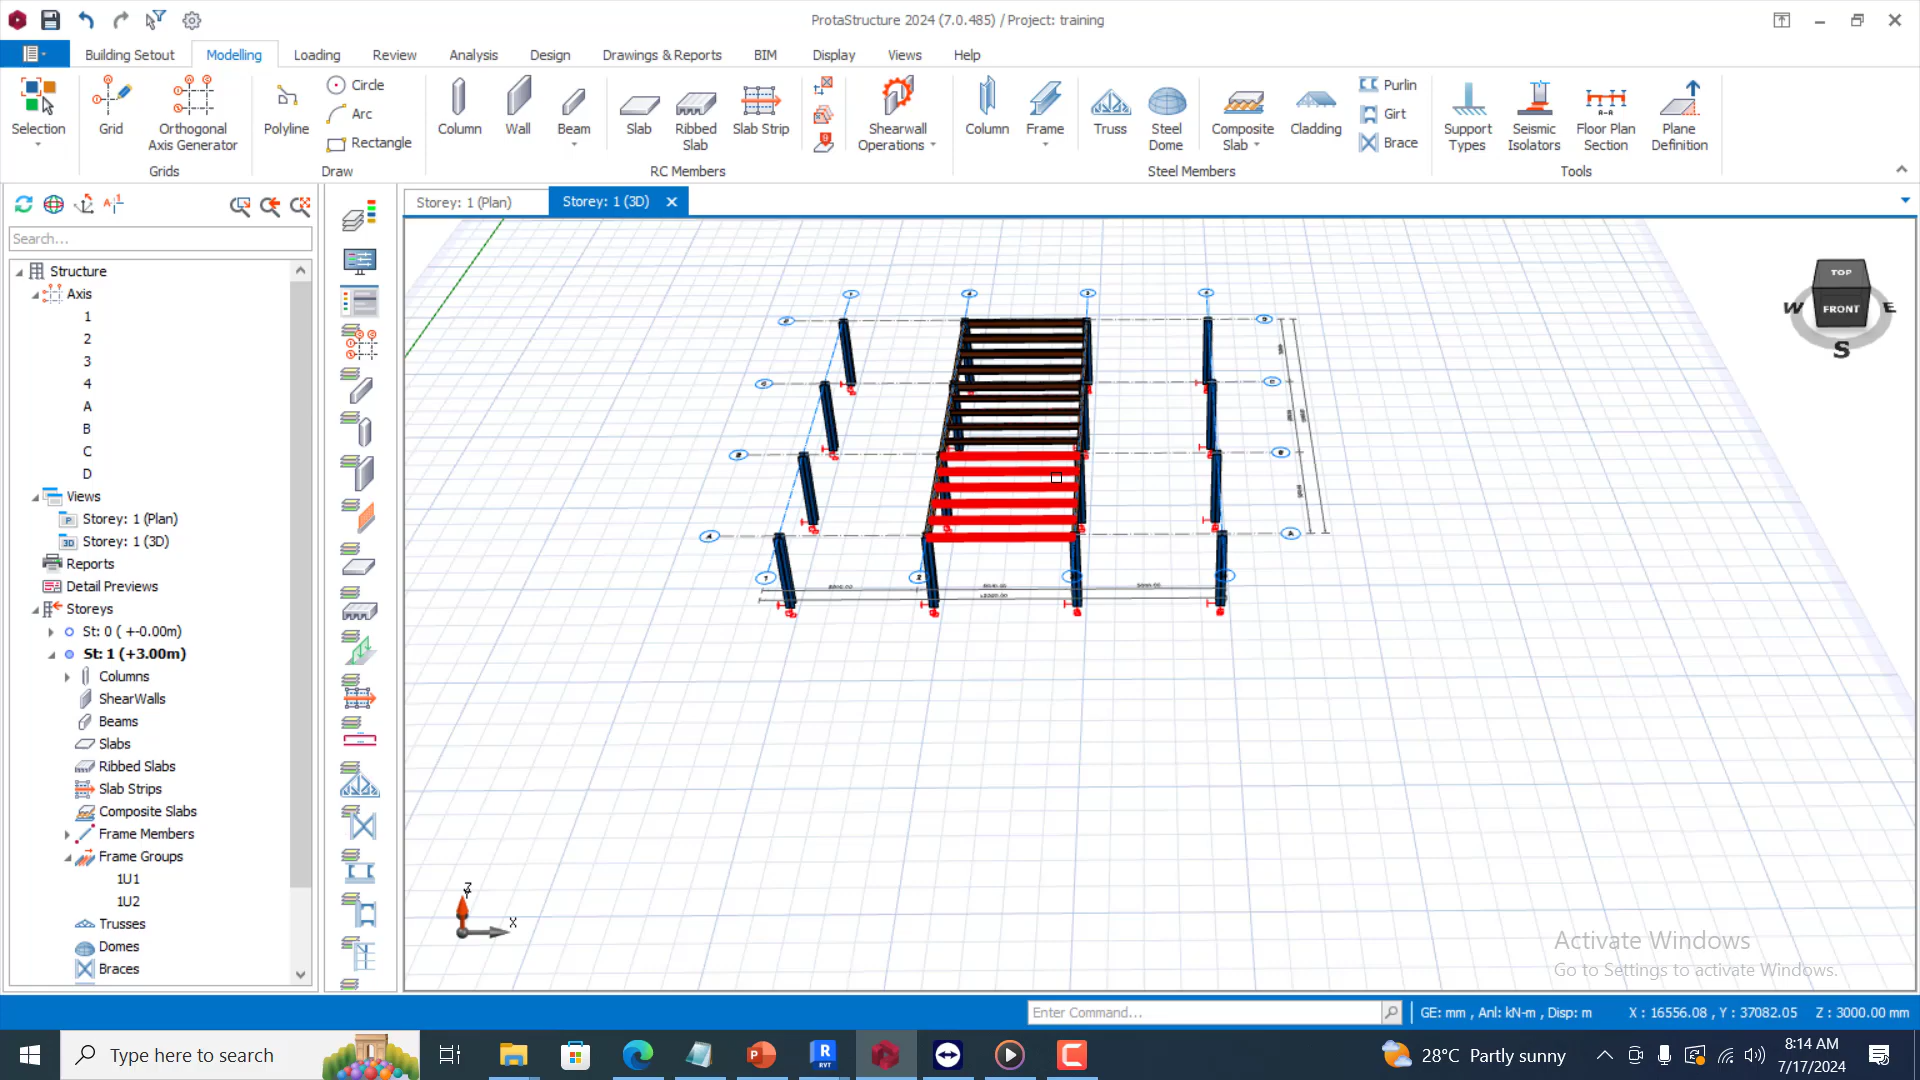 ProtaStructure 2024 (7.0.485) / Project: training
Building Setout
Modelling
Loading
Review
Analysis
Design
Drawings & Reports
BIM
Display
Views
Help
Selection
Grid
Orthogonal
Axis Generator
Grids
Polyline
Circle
Arc
Rectangle
Draw
Column
Wall
Beam
Slab
Ribbed
Slab
Slab Strip
Shearwall
Operations
RC Members
Column
Frame
Truss
Steel
Dome
Composite
Slab
Cladding
Purlin
Girt
Brace
Steel Members
Support
Types
Seismic
Isolators
Floor Plan
Section
Plane
Definition
Tools
Search...
Structure
Axis
1
2
3
4
A
B
C
D
Views
Storey: 1 (Plan)
Storey: 1 (3D)
Reports
Detail Previews
Storeys
St: 0 ( +-0.00m)
St: 1 (+3.00m)
Columns
ShearWalls
Beams
Slabs
Ribbed Slabs
Slab Strips
Composite Slabs
Frame Members
Frame Groups
1U1
1U2
Trusses
Domes
Braces
Storey: 1 (Plan)
Storey: 1 (3D)
TOP
FRONT
W
E
S
Z
X
Activate Windows
Go to Settings to activate Windows.
Enter Command...
GE: mm , Anl: kN-m , Disp: m
X : 16556.08 , Y : 37082.05
Z : 3000.00 mm
Type here to search
28°C Partly sunny
8:14 AM
7/17/2024